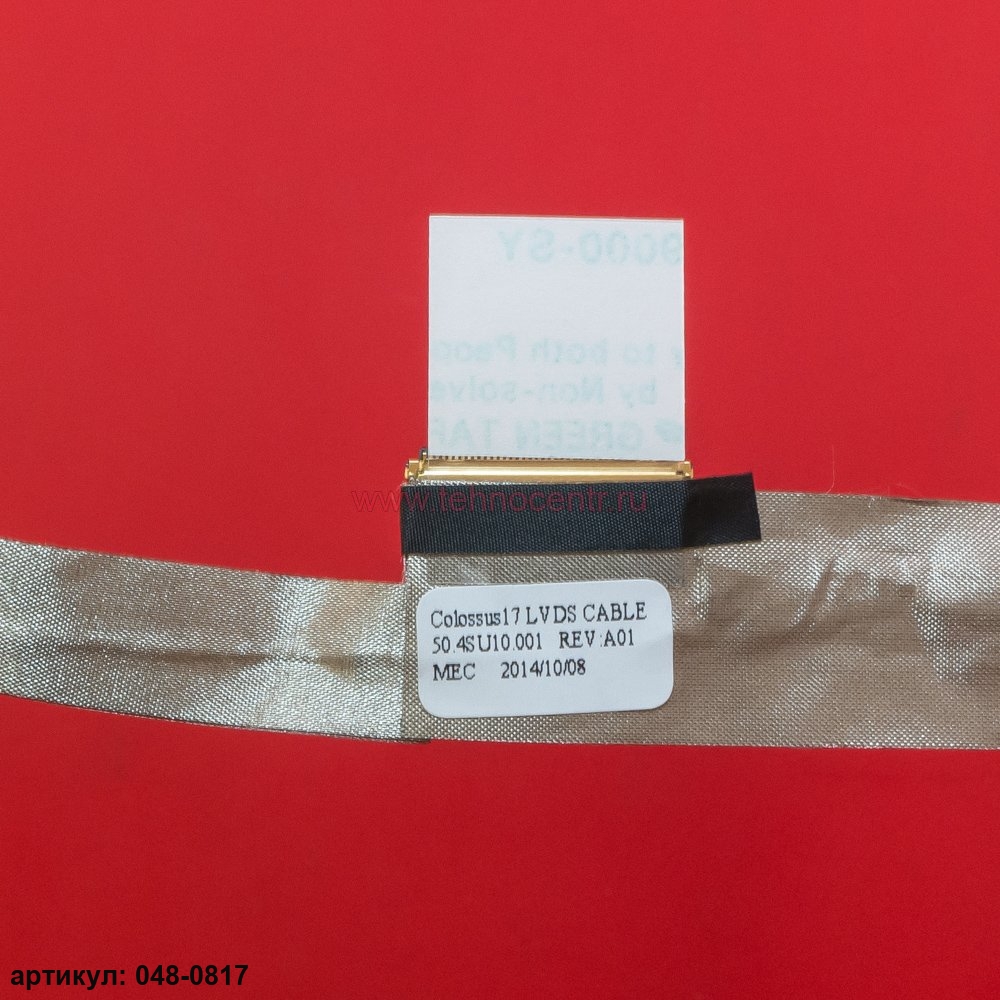 9000-SY
to both Paon
by Non-solve
GREEN TAP
www.tehnocentr.ru
Colossus17 LVDS CABLE
50.4SU10.001 REV:A01
MEC 2014/10/08
артикул: 048-0817